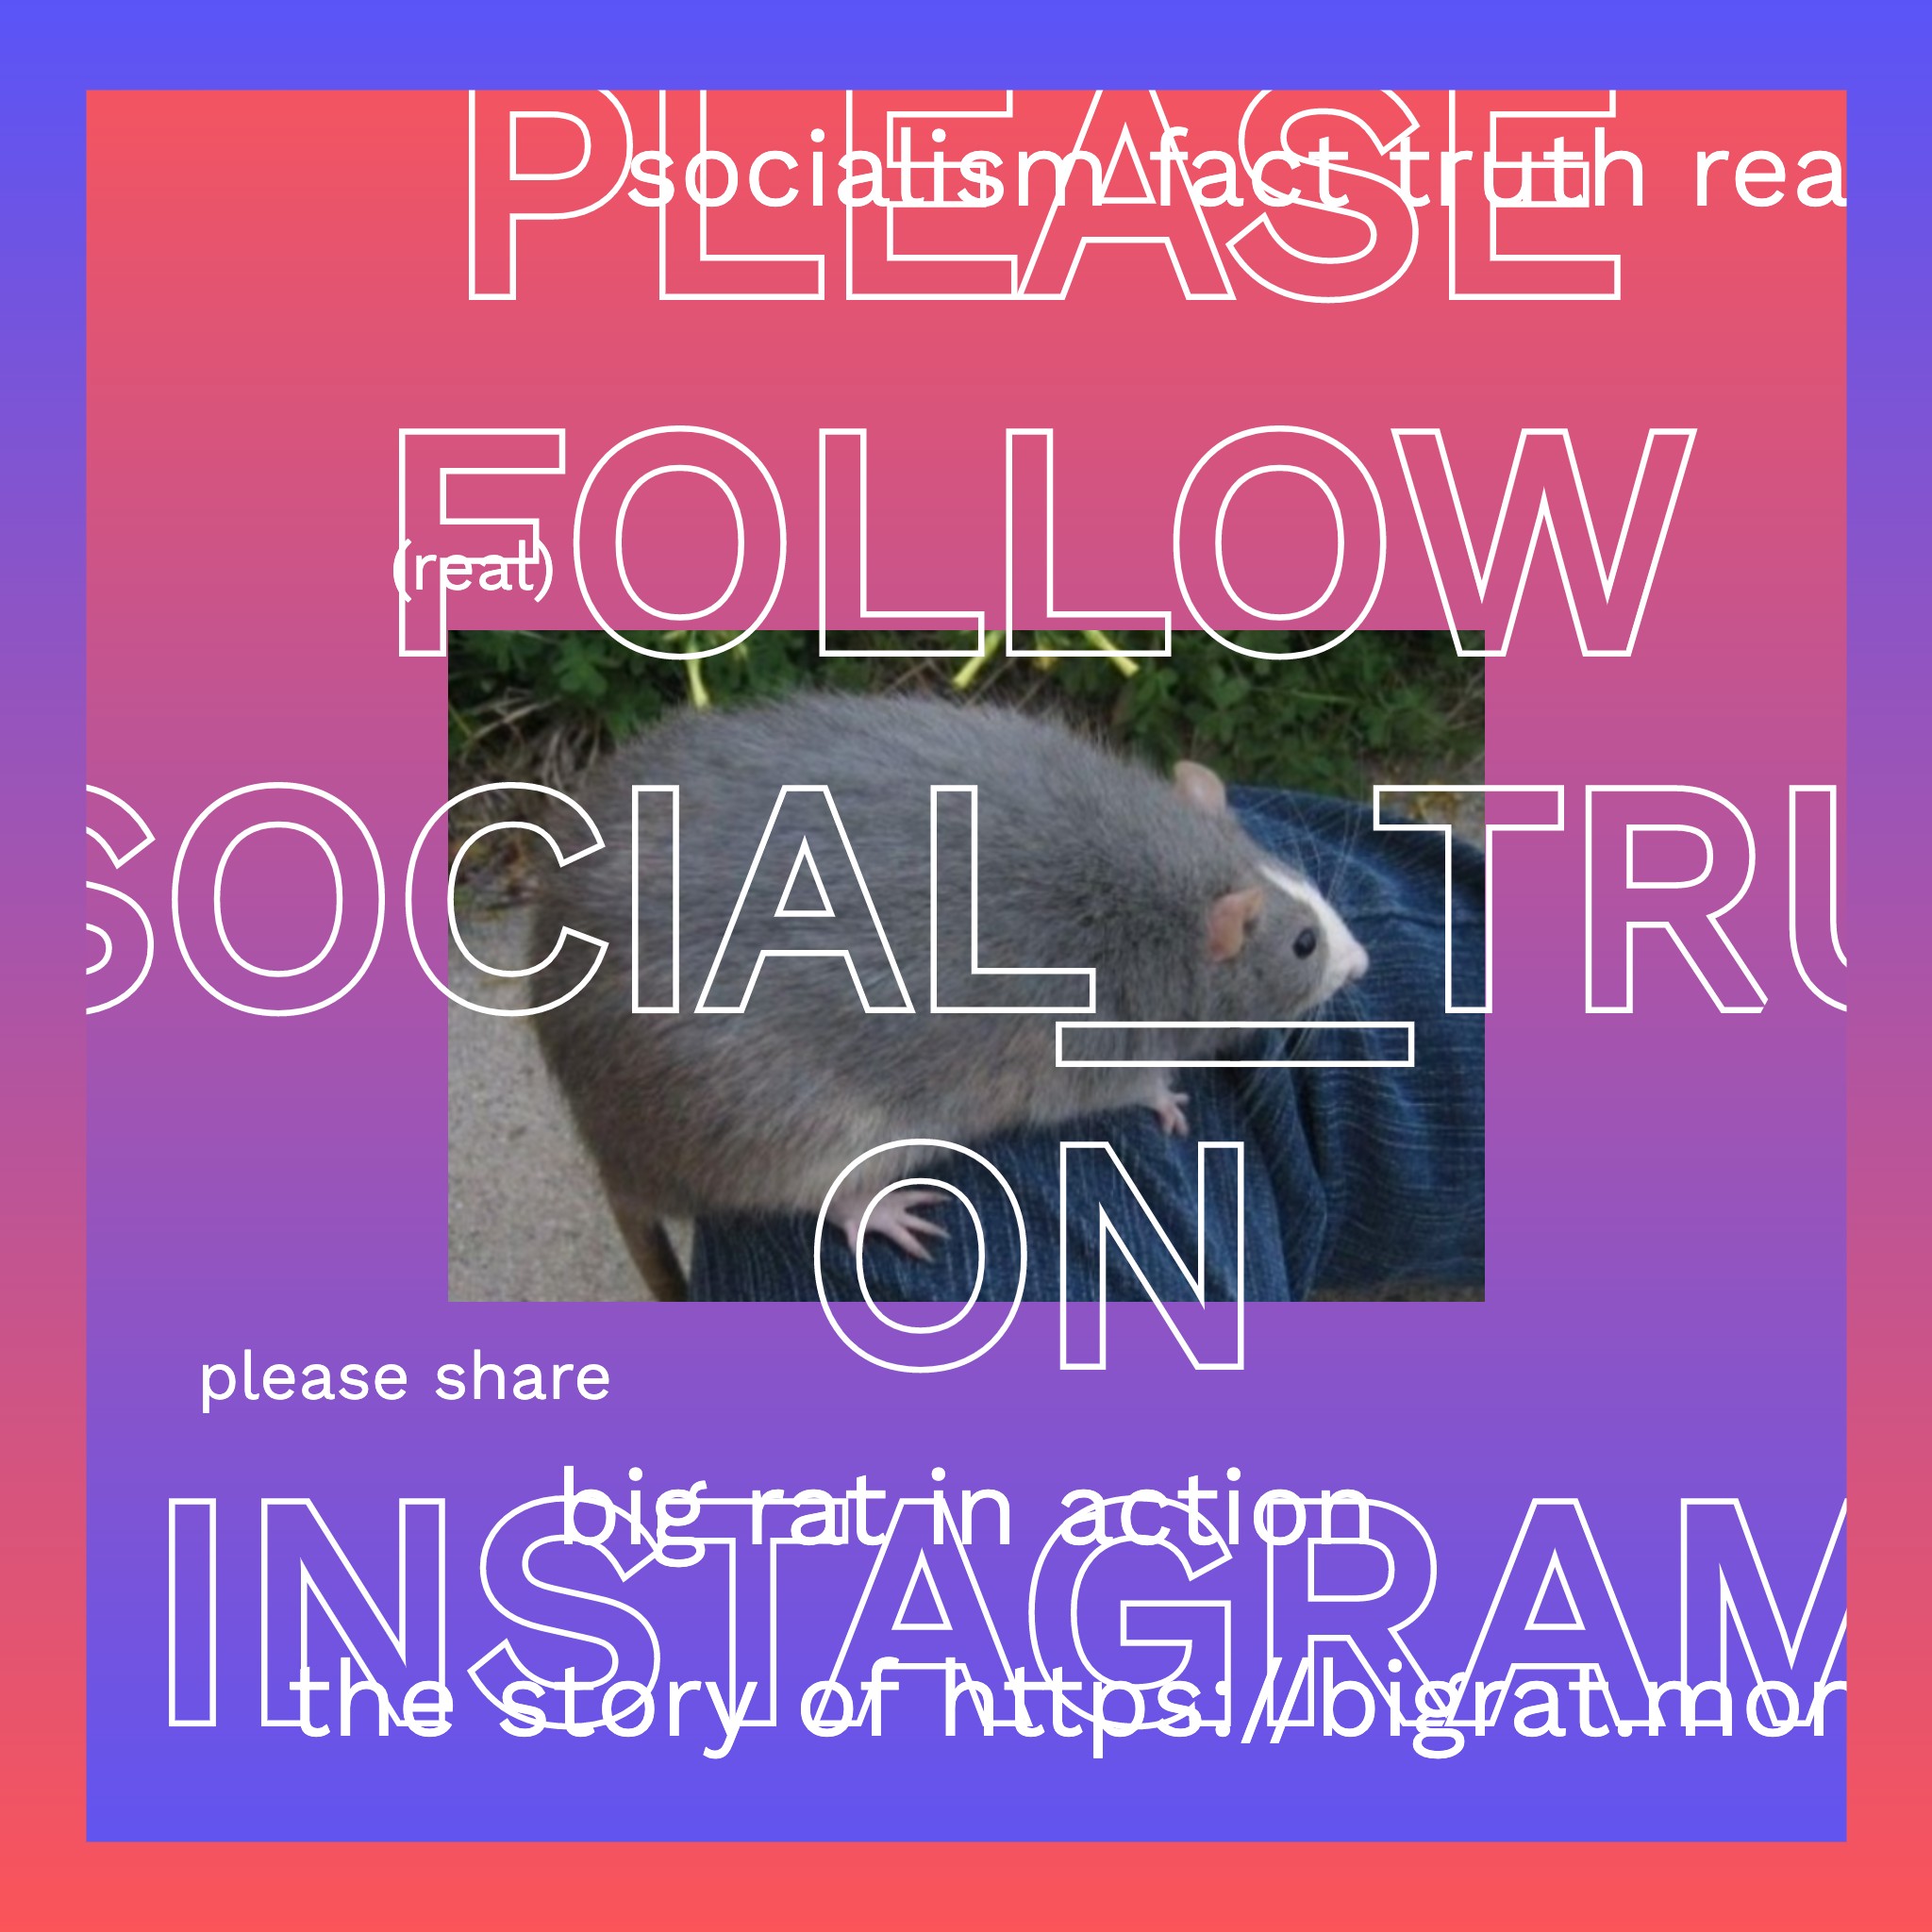 PLEASE
socialism fact truth rea
FOLLOW
(real)
SOCIAL__TRU
ON
please share
big rat in action
INSTAGRAM
the story of https://bigrat.mon